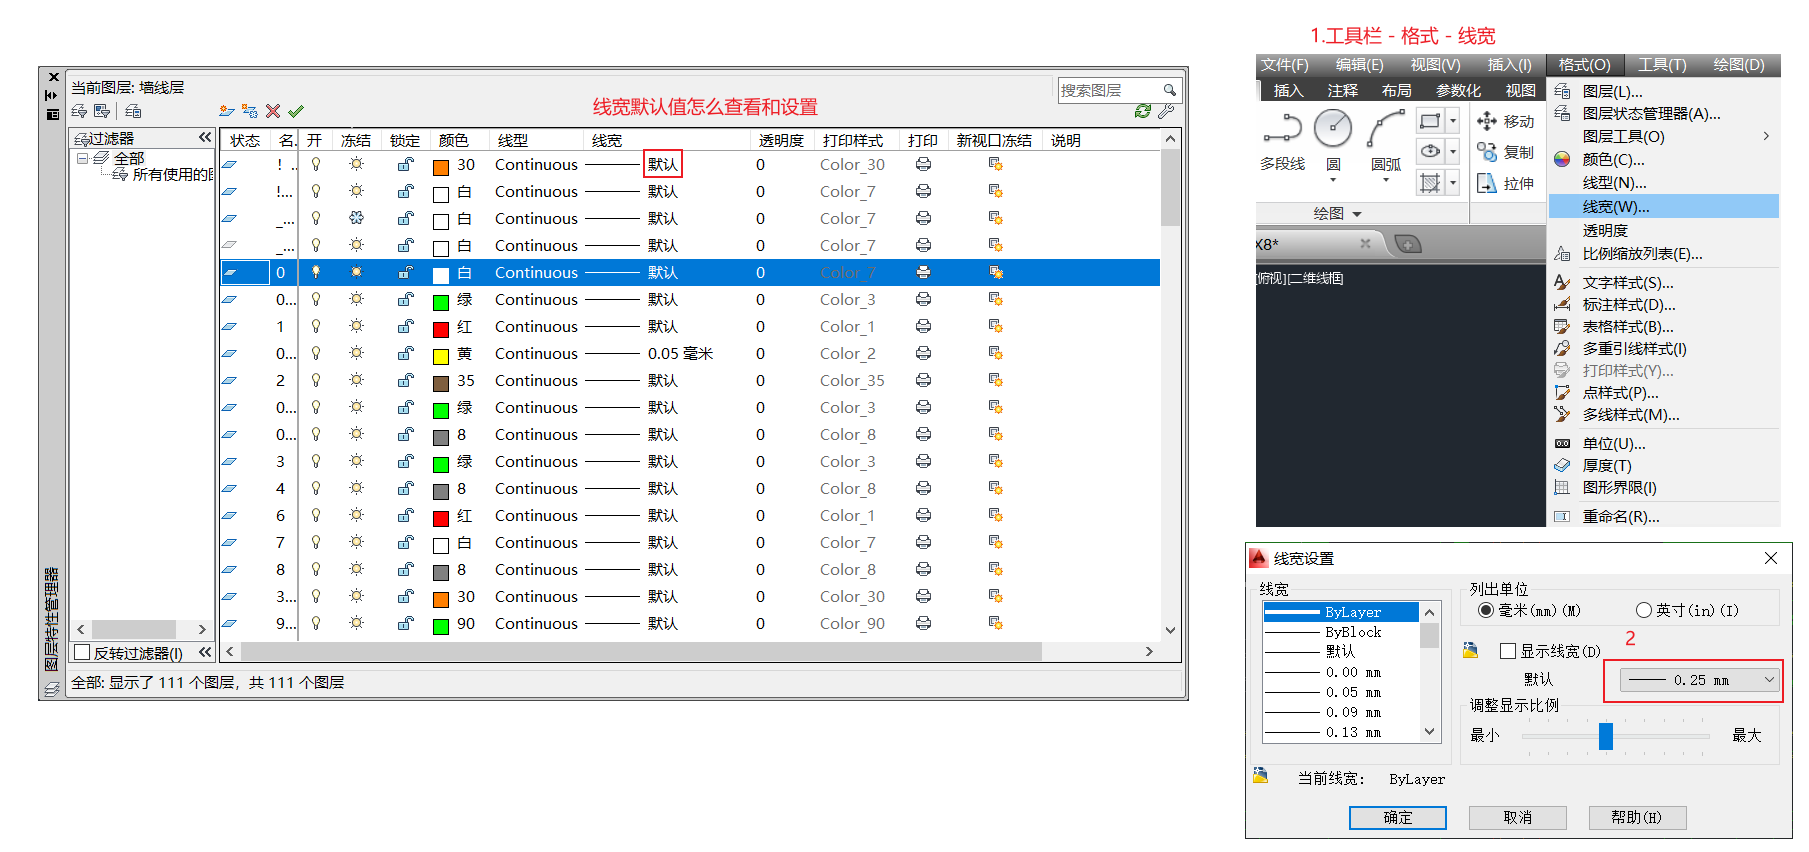 当前图层: 墙线层
搜索图层
线宽默认值怎么查看和设置
过滤器
全部
所有使用的图
状态 名. 开 冻结 锁定 颜色 线型 线宽 透明度 打印样式 打印 新视口冻结 说明
! .. 30 Continuous 默认 0 Color_30
!... 白 Continuous 默认 0 Color_7
_... 白 Continuous 默认 0 Color_7
_... 白 Continuous 默认 0 Color_7
0 白 Continuous 默认 0 Color_7
0... 绿 Continuous 默认 0 Color_3
1 红 Continuous 默认 0 Color_1
0... 黄 Continuous 0.05 毫米 0 Color_2
2 35 Continuous 默认 0 Color_35
0... 绿 Continuous 默认 0 Color_3
0... 8 Continuous 默认 0 Color_8
3 绿 Continuous 默认 0 Color_3
4 8 Continuous 默认 0 Color_8
6 红 Continuous 默认 0 Color_1
7 白 Continuous 默认 0 Color_7
8 8 Continuous 默认 0 Color_8
3... 30 Continuous 默认 0 Color_30
9... 90 Continuous 默认 0 Color_90
反转过滤器(I)
全部: 显示了 111 个图层，共 111 个图层
图层特性管理器
1.工具栏 - 格式 - 线宽
文件(F) 编辑(E) 视图(V) 插入(I) 格式(O) 工具(T) 绘图(D)
插入 注释 布局 参数化 视图
多段线 圆 圆弧
移动
复制
拉伸
绘图
X8*
俯视][二维线框]
图层(L)...
图层状态管理器(A)...
图层工具(O)
颜色(C)...
线型(N)...
线宽(W)...
透明度
比例缩放列表(E)...
文字样式(S)...
标注样式(D)...
表格样式(B)...
多重引线样式(I)
打印样式(Y)...
点样式(P)...
多线样式(M)...
0.0 单位(U)...
厚度(T)
图形界限(I)
重命名(R)...
线宽设置
线宽
ByLayer
ByBlock
默认
0.00 mm
0.05 mm
0.09 mm
0.13 mm
列出单位
毫米(mm)(M) 英寸(in)(I)
2
显示线宽(D)
默认 0.25 mm
调整显示比例
最小 最大
当前线宽: ByLayer
确定 取消 帮助(H)